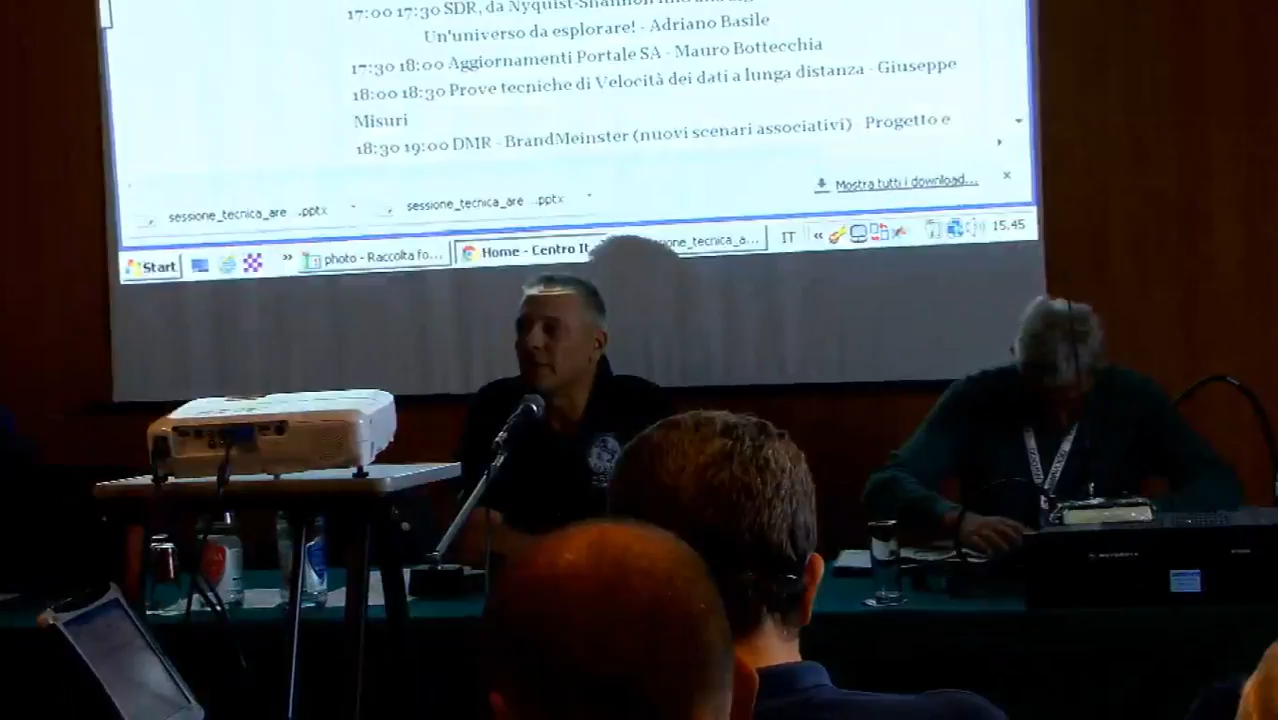 17:00 17:30 SDR, da Nyquist-Shannon
Un'universo da esplorare! - Adriano Basile
17:30 18:00 Aggiornamenti Portale SA - Mauro Bottecchia
18:00 18:30 Prove tecniche di Velocità dei dati a lunga distanza - Giuseppe
Misuri
18:30 19:00 DMR - BrandMeinster (nuovi scenari associativi) - Progetto e
sessione_tecnica_are....pptx
sessione_tecnica_are....pptx
Mostra tutti i download...
Start
photo - Raccolta fo...
Home - Centro It
one_tecnica_a...
IT
15.45
MOTOROLA